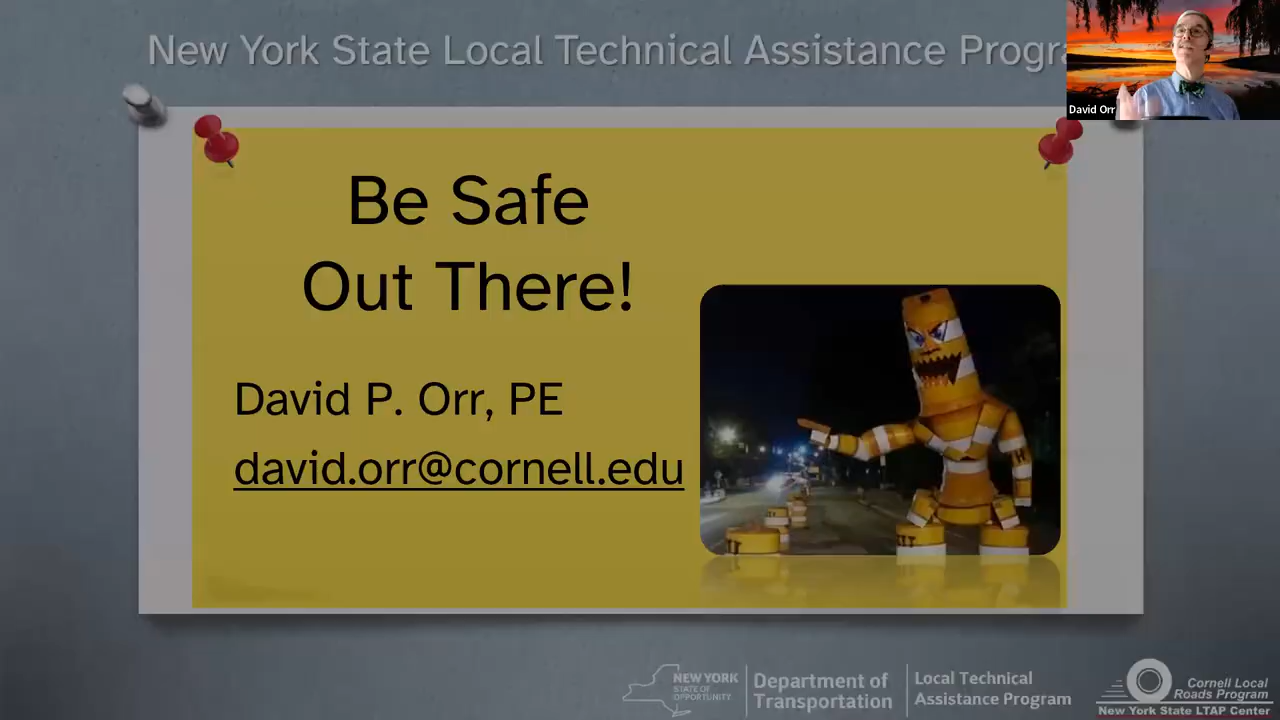 New York State Local Technical Assistance Progra
David Orr
Be Safe
Out There!
David P. Orr, PE
david.orr@cornell.edu
NEW YORK
STATE OF
OPPORTUNITY
Department of
Transportation
Local Technical
Assistance Program
Cornell Local
Roads Program
New York State LTAP Center